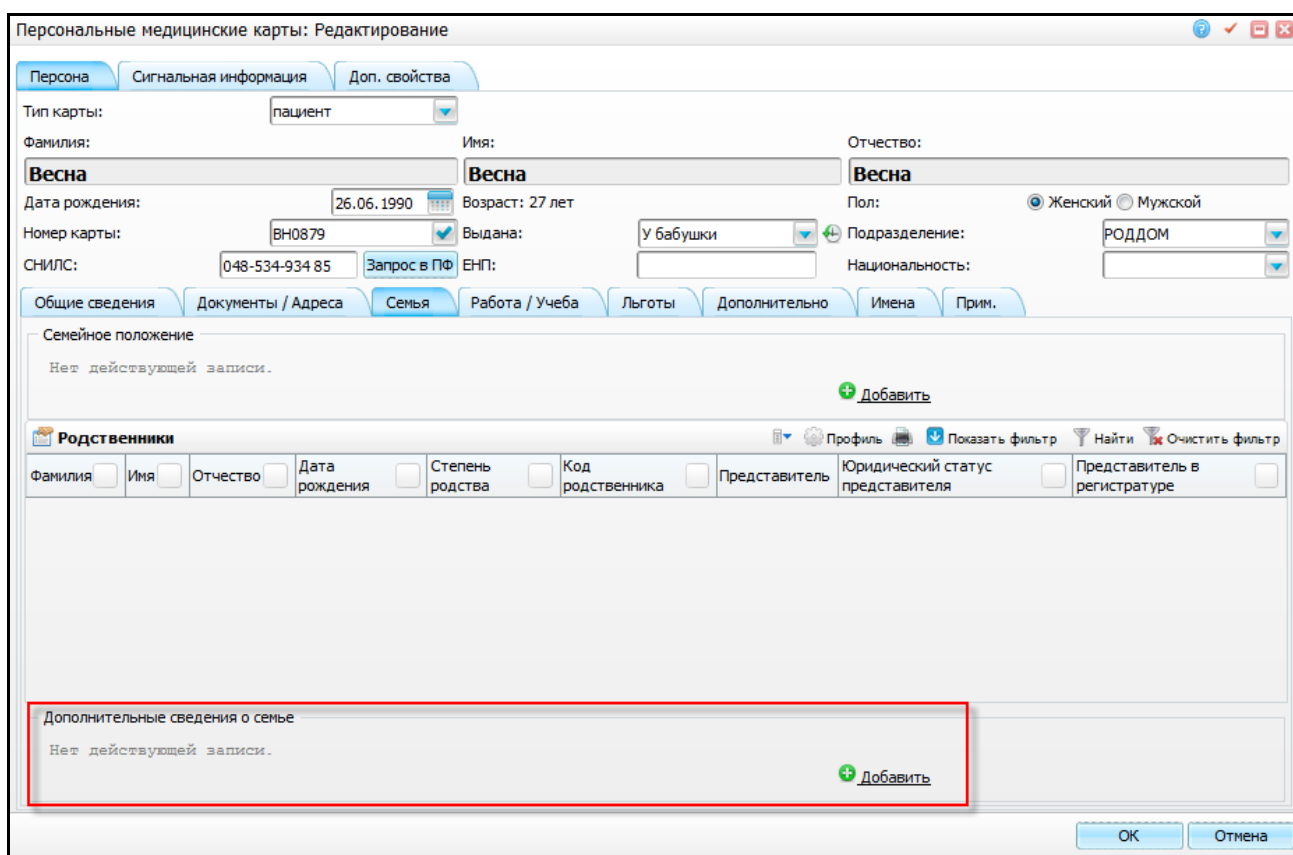 Персональные медицинские карты: Редактирование
Персона Сигнальная информация Доп. свойства
Тип карты: пациент
Фамилия: Имя: Отчество:
Весна Весна Весна
Дата рождения: 26.06.1990 Возраст: 27 лет Пол: Женский Мужской
Номер карты: ВН0879 Выдана: У бабушки Подразделение: РОДДОМ
СНИЛС: 048-534-934 85 Запрос в ПФ ЕНП: Национальность:
Общие сведения Документы / Адреса Семья Работа / Учеба Льготы Дополнительно Имена Прим.
Семейное положение
Нет действующей записи.
Добавить
Родственники Профиль Показать фильтр Найти Очистить фильтр
Фамилия Имя Отчество Дата рождения Степень родства Код родственника Представитель Юридический статус представителя Представитель в регистратуре
Дополнительные сведения о семье
Нет действующей записи.
Добавить
ОК Отмена